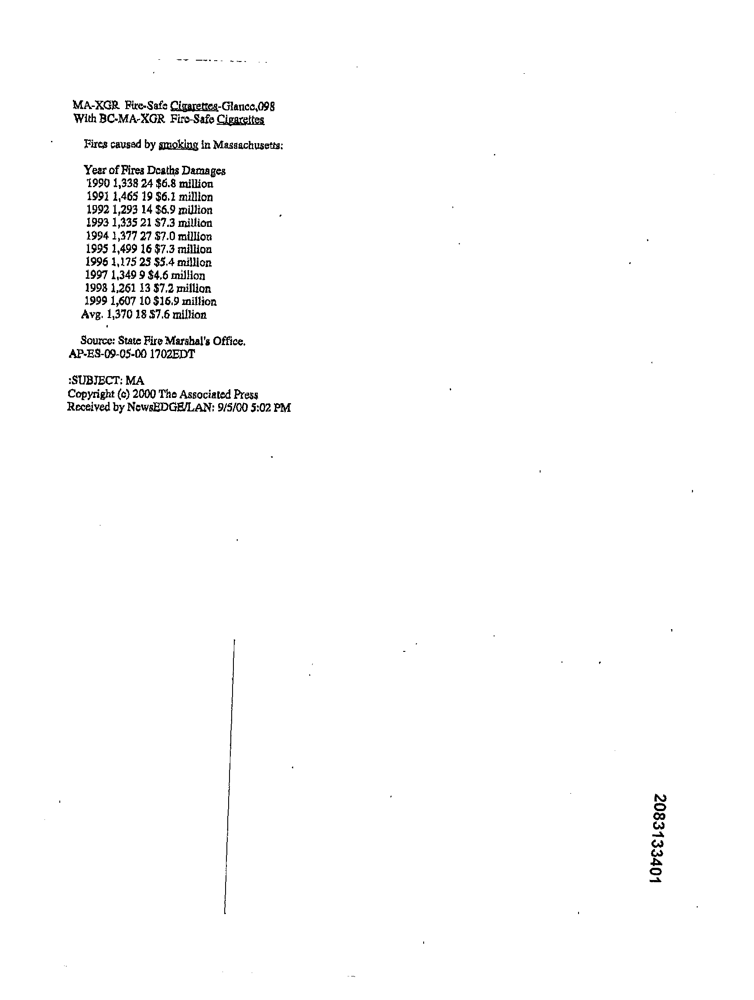 MA-XGR Fire-Safe Cigarettes-Glance,098
With BC-MA-XGR Fire-Safe Cigarettes
Fires caused by smoking in Massachusetts:
Year of Fires Deaths Damages
1990 1,338 24 $6.8 million
1991 1,465 19 $6.1 million
1992 1,293 14 $6.9 million
1993 1,335 21 $7.3 million
1994 1,377 27 $7.0 million
1995 1,499 16 $7.3 million
1996 1,175 25 $5.4 million
1997 1,349 9 $4.6 million
1998 1,261 13 $7.2 million
1999 1,607 10 $16.9 million
Avg. 1,370 18 $7.6 million
Source: State Fire Marshal's Office.
AP-ES-09-05-00 1702EDT
:SUBJECT: MA
Copyright (c) 2000 The Associated Press
Received by NewsEDGE/LAN: 9/5/00 5:02 PM
2083133401